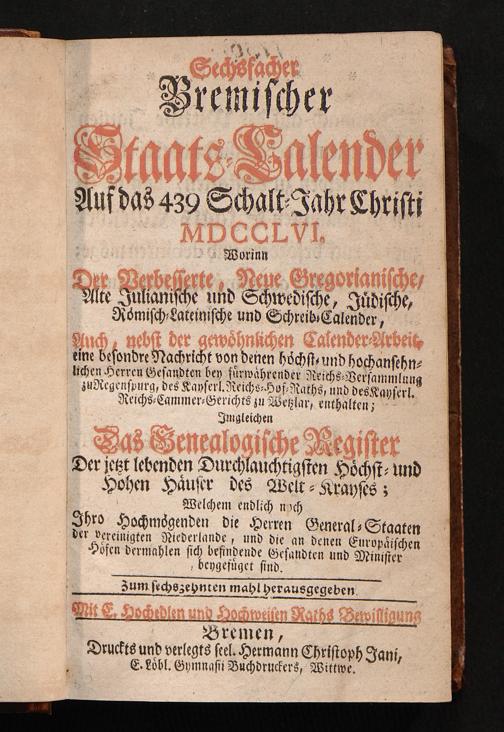 Sechsfacher
Bremischer
Staats-Calender
Auf das 439 Schalt-Jahr Christi
MDCCLVI.
Worinn
Der Verbesserte, Neue Gregorianische,
Alte Julianische und Schwedische, Jüdische,
Römisch-Lateinische und Schreib-Calender,
Auch, nebst der gewöhnlichen Calender-Arbeit,
eine besondre Nachricht von denen höchst- und hochansehn-
lichen Herren Gesandten bey fürwährender Reichs-Versammlung
zu Regenspurg, des Kayserl. Reichs-Hof-Raths, und des Kayserl.
Reichs-Cammer-Gerichts zu Wetzlar, enthalten;
Imgleichen
Das Genealogische Register
Der jetzt lebenden Durchlauchtigsten Höchst- und
Hohen Häuser des Welt-Krayses;
Welchem endlich noch
Ihro Hochmögenden die Herren General-Staaten
der vereinigten Niederlande, und die an denen Europäischen
Höfen dermahlen sich befindende Gesandten und Minister
beygefüget sind.
Zum sechszehnten mahl herausgegeben.
Mit E. Hochedlen und Hochweisen Raths Bewilligung
Bremen,
Druckts und verlegts seel. Hermann Christoph Jani,
E. Löbl. Gymnasii Buchdruckers, Wittwe.